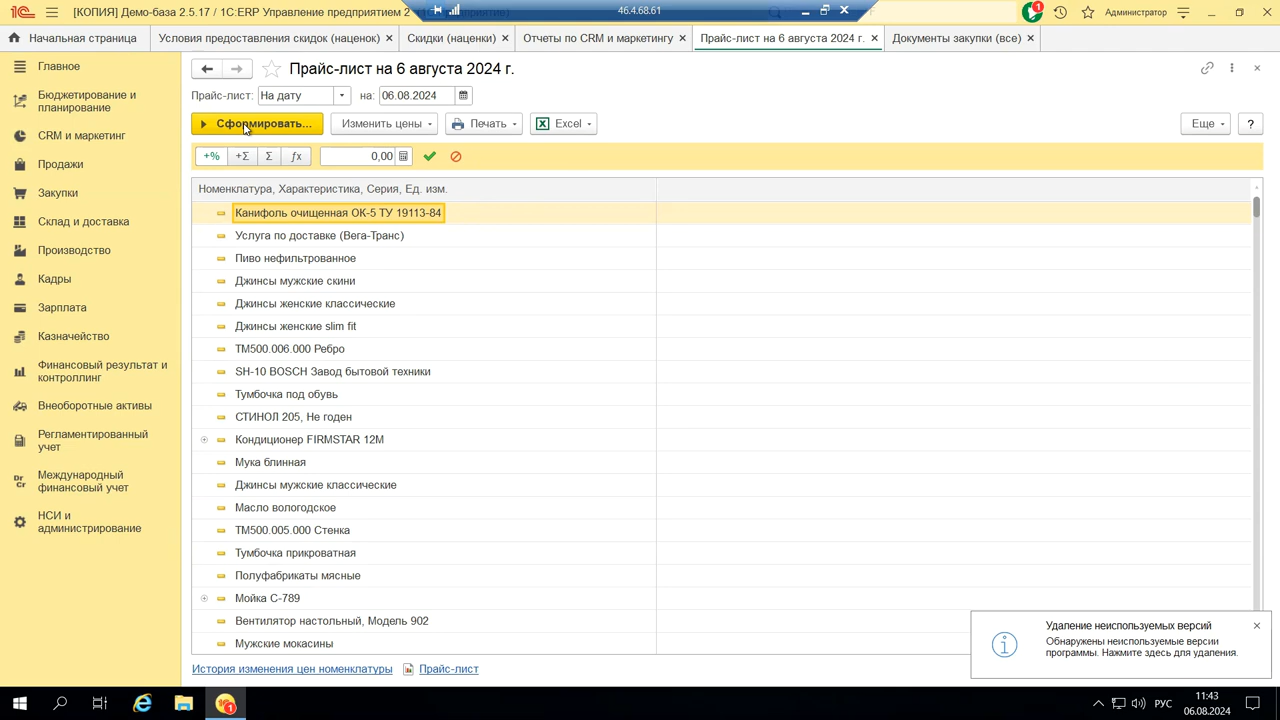 [КОПИЯ] Демо-база 2.5.17 / 1С:ERP Управление предприятием 2
46.4.68.61
1
Администратор
Начальная страница
Условия предоставления скидок (наценок)
Скидки (наценки)
Отчеты по CRM и маркетингу
Прайс-лист на 6 августа 2024 г.
Документы закупки (все)
Главное
Бюджетирование и
планирование
CRM и маркетинг
Продажи
Закупки
Склад и доставка
Производство
Кадры
Зарплата
Казначейство
Финансовый результат и
контроллинг
Внеоборотные активы
Регламентированный
учет
Международный
финансовый учет
НСИ и
администрирование
Прайс-лист на 6 августа 2024 г.
Прайс-лист: На дату на: 06.08.2024
Сформировать... Изменить цены Печать Excel Еще ?
+% +Σ Σ ƒx 0,00
Номенклатура, Характеристика, Серия, Ед. изм.
Канифоль очищенная ОК-5 ТУ 19113-84
Услуга по доставке (Вега-Транс)
Пиво нефильтрованное
Джинсы мужские скини
Джинсы женские классические
Джинсы женские slim fit
ТМ500.006.000 Ребро
SH-10 BOSCH Завод бытовой техники
Тумбочка под обувь
СТИНОЛ 205, Не годен
Кондиционер FIRMSTAR 12М
Мука блинная
Джинсы мужские классические
Масло вологодское
ТМ500.005.000 Стенка
Тумбочка прикроватная
Полуфабрикаты мясные
Мойка С-789
Вентилятор настольный, Модель 902
Мужские мокасины
История изменения цен номенклатуры Прайс-лист
Удаление неиспользуемых версий
Обнаружены неиспользуемые версии
программы. Нажмите здесь для удаления.
1
РУС
11:43
06.08.2024